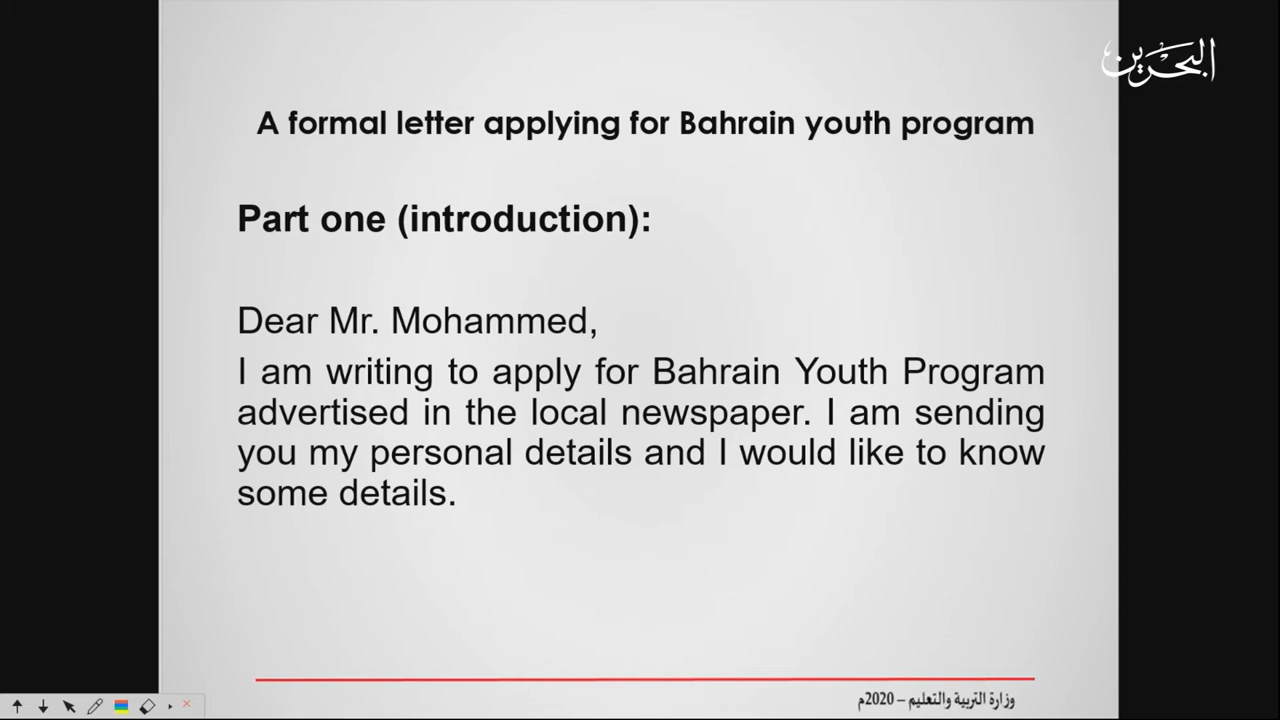 البحرين
A formal letter applying for Bahrain youth program
Part one (introduction):
Dear Mr. Mohammed,
I am writing to apply for Bahrain Youth Program
advertised in the local newspaper. I am sending
you my personal details and I would like to know
some details.
وزارة التربية والتعليم – 2020م